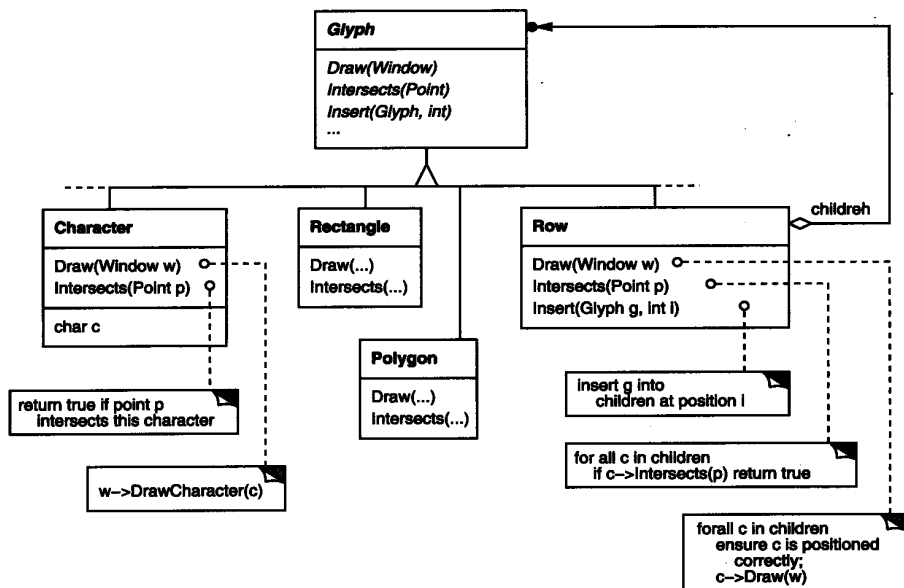 Glyph
Draw(Window)
Intersects(Point)
Insert(Glyph, int)
...
children
Character
Draw(Window w)
Intersects(Point p)
char c
Rectangle
Draw(...)
Intersects(...)
Row
Draw(Window w)
Intersects(Point p)
Insert(Glyph g, int i)
Polygon
Draw(...)
Intersects(...)
return true if point p
intersects this character
w->DrawCharacter(c)
insert g into
children at position i
for all c in children
if c->Intersects(p) return true
forall c in children
ensure c is positioned
correctly;
c->Draw(w)